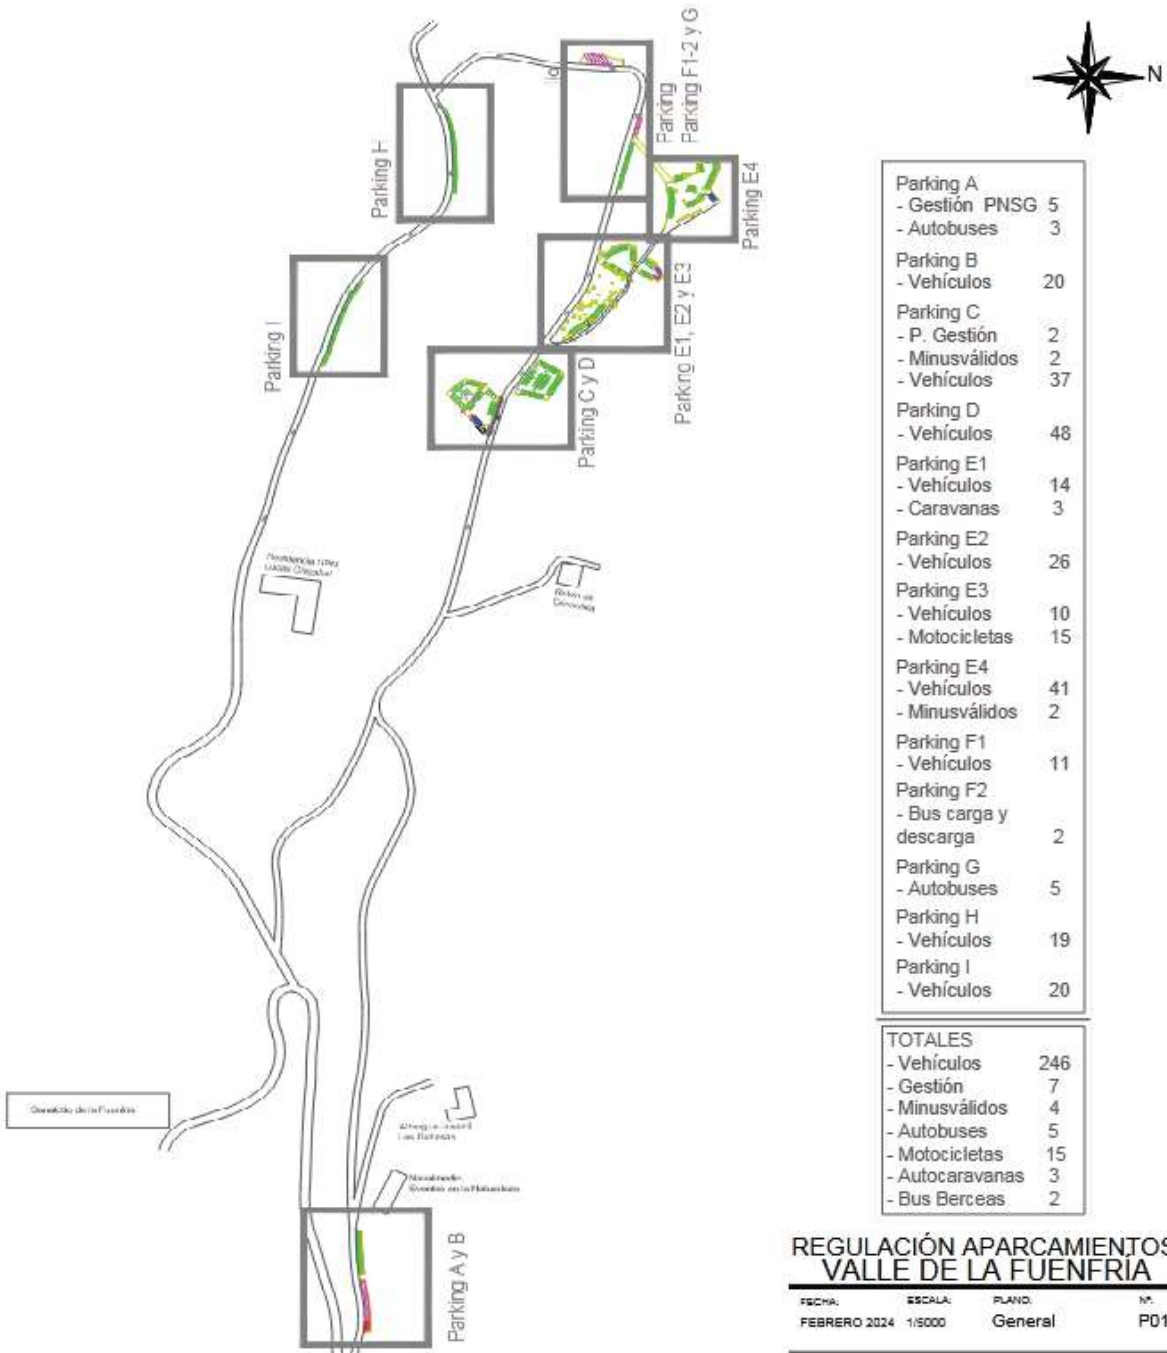 N
Parking H
Parking
Parking F1-2 y G
Parking E4
Parking I
Parking E1, E2 y E3
Parking C y D
Parking A y B
Eventos en la Naturaleza
Parking A
- Gestión PNSG 5
- Autobuses 3
Parking B
- Vehículos 20
Parking C
- P. Gestión 2
- Minusválidos 2
- Vehículos 37
Parking D
- Vehículos 48
Parking E1
- Vehículos 14
- Caravanas 3
Parking E2
- Vehículos 26
Parking E3
- Vehículos 10
- Motocicletas 15
Parking E4
- Vehículos 41
- Minusválidos 2
Parking F1
- Vehículos 11
Parking F2
- Bus carga y
descarga 2
Parking G
- Autobuses 5
Parking H
- Vehículos 19
Parking I
- Vehículos 20
TOTALES
- Vehículos 246
- Gestión 7
- Minusválidos 4
- Autobuses 5
- Motocicletas 15
- Autocaravanas 3
- Bus Berceas 2
REGULACIÓN APARCAMIENTOS
VALLE DE LA FUENFRÍA
FECHA: ESCALA: PLANO: Nº:
FEBRERO 2024 1/5000 General P01